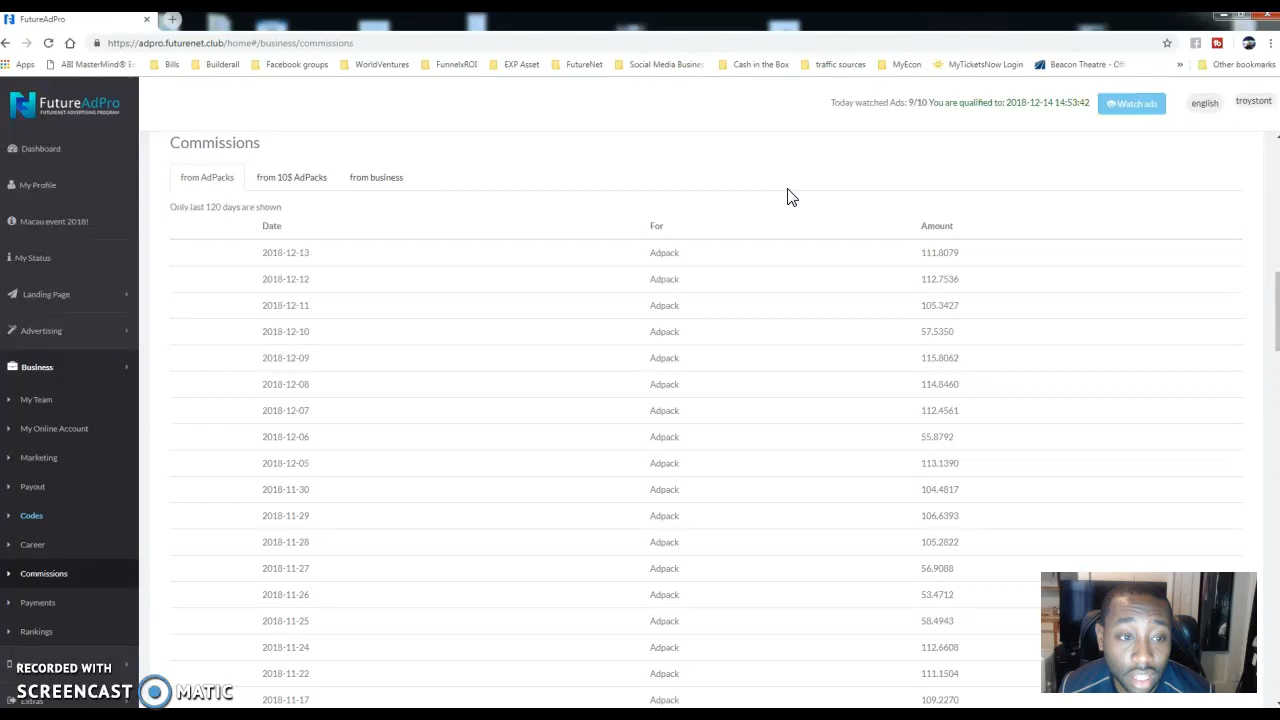 FutureAdPro
https://adpro.futurenet.club/home#/business/commissions
Apps ABI MasterMind® E Bills Builderall Facebook groups WorldVentures FunnelxROI EXP Asset FutureNet Social Media Busine Cash in the Box traffic sources MyEcon MyTicketsNow Login Beacon Theatre - Off » Other bookmarks
FutureAdPro
FUTURENET ADVERTISING PROGRAM
Today watched Ads: 9/10 You are qualified to: 2018-12-14 14:53:42 Watch ads english troystont
Dashboard
My Profile
Macau event 2018!
My Status
Landing Page
Advertising
Business
My Team
My Online Account
Marketing
Payout
Codes
Career
Commissions
Payments
Rankings
Extras
Commissions
from AdPacks from 10$ AdPacks from business
Only last 120 days are shown
Date For Amount
2018-12-13 Adpack 111.8079
2018-12-12 Adpack 112.7536
2018-12-11 Adpack 105.3427
2018-12-10 Adpack 57.5350
2018-12-09 Adpack 115.8062
2018-12-08 Adpack 114.8460
2018-12-07 Adpack 112.4561
2018-12-06 Adpack 55.8792
2018-12-05 Adpack 113.1390
2018-11-30 Adpack 104.4817
2018-11-29 Adpack 106.6393
2018-11-28 Adpack 105.2822
2018-11-27 Adpack 56.9088
2018-11-26 Adpack 53.4712
2018-11-25 Adpack 58.4943
2018-11-24 Adpack 112.6608
2018-11-22 Adpack 111.1504
2018-11-17 Adpack 109.2270
RECORDED WITH
SCREENCAST MATIC